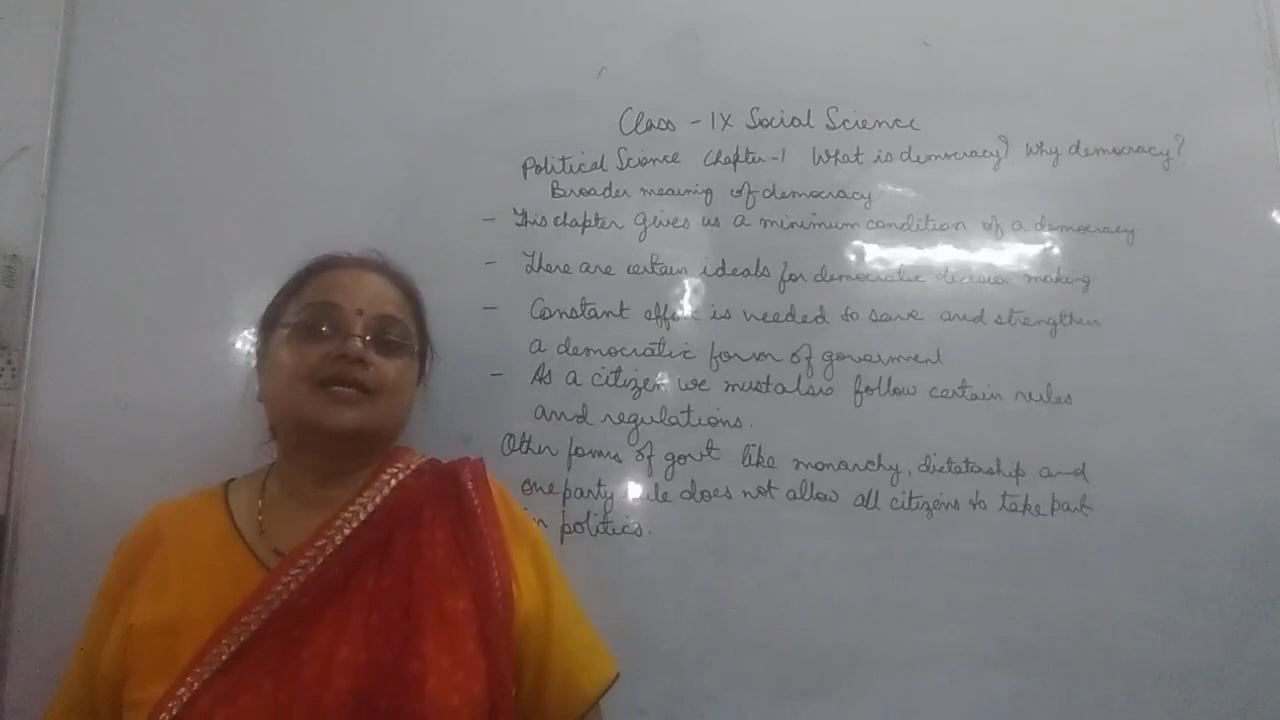 Class - IX Social Science
Political Science Chapter-1 What is democracy? Why democracy?
Broader meaning of democracy
- This chapter gives us a minimum condition of a democracy
- There are certain ideals for democratic decision making
- Constant effort is needed to save and strengthen
a democratic form of goverment
- As a citizen we must also follow certain rules
and regulations.
Other forms of govt like monarchy, dictatorship and
one party rule does not allow all citizens to take part
in politics.